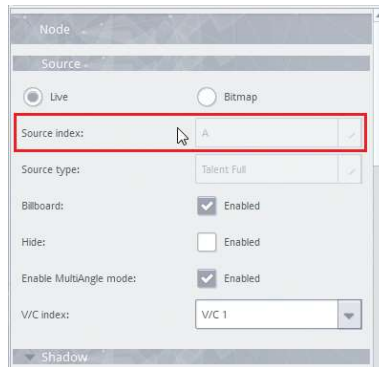 Node
Source
Live
Bitmap
Source index:
A
Source type:
Talent Full
Billboard:
Enabled
Hide:
Enabled
Enable MultiAngle mode:
Enabled
V/C index:
V/C 1
Shadow